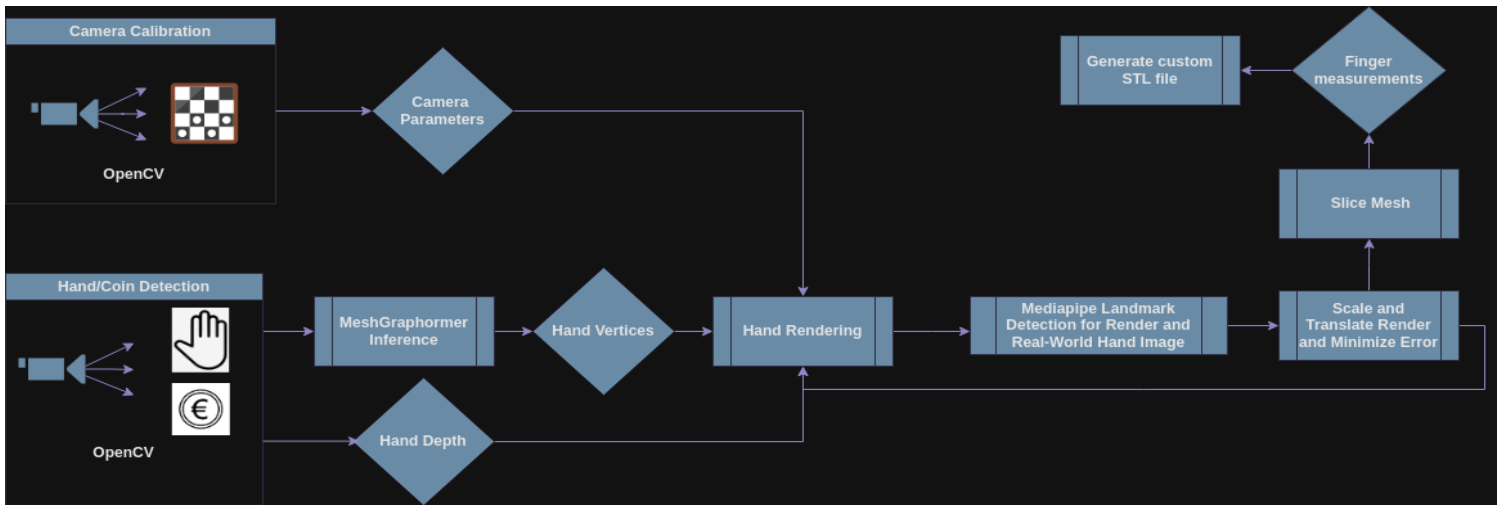 Camera Calibration
OpenCV
Camera
Parameters
Generate custom
STL file
Finger
measurements
Slice Mesh
Hand/Coin Detection
€
OpenCV
MeshGraphormer
Inference
Hand Vertices
Hand Depth
Hand Rendering
Mediapipe Landmark
Detection for Render and
Real-World Hand Image
Scale and
Translate Render
and Minimize Error